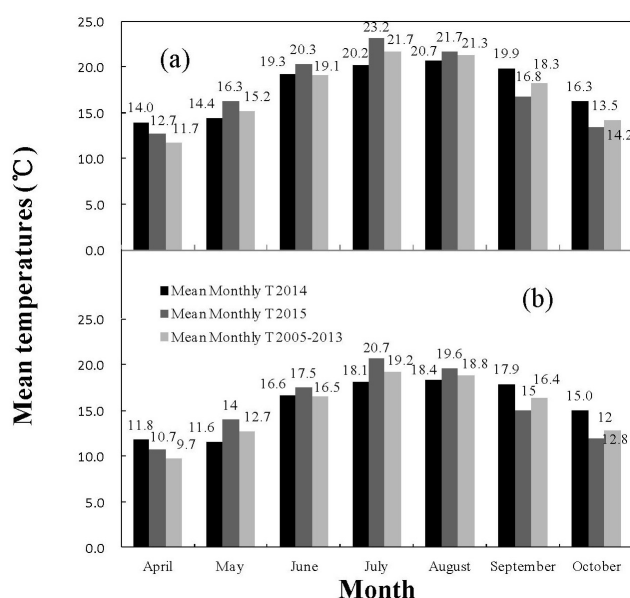 Mean temperatures (℃)
(a)
25.0
20.0
15.0
10.0
5.0
0.0
14.0 12.7 11.7
14.4 16.3 15.2
19.3 20.3 19.1
20.2 23.2 21.7
20.7 21.7 21.3
19.9 16.8 18.3
16.3 13.5 14.2
(b)
Mean Monthly T2014
Mean Monthly T2015
Mean Monthly T2005-2013
25.0
20.0
15.0
10.0
5.0
0.0
11.8 10.7 9.7
11.6 14 12.7
16.6 17.5 16.5
18.1 20.7 19.2
18.4 19.6 18.8
17.9 15 16.4
15.0 12 12.8
April May June July August September October
Month